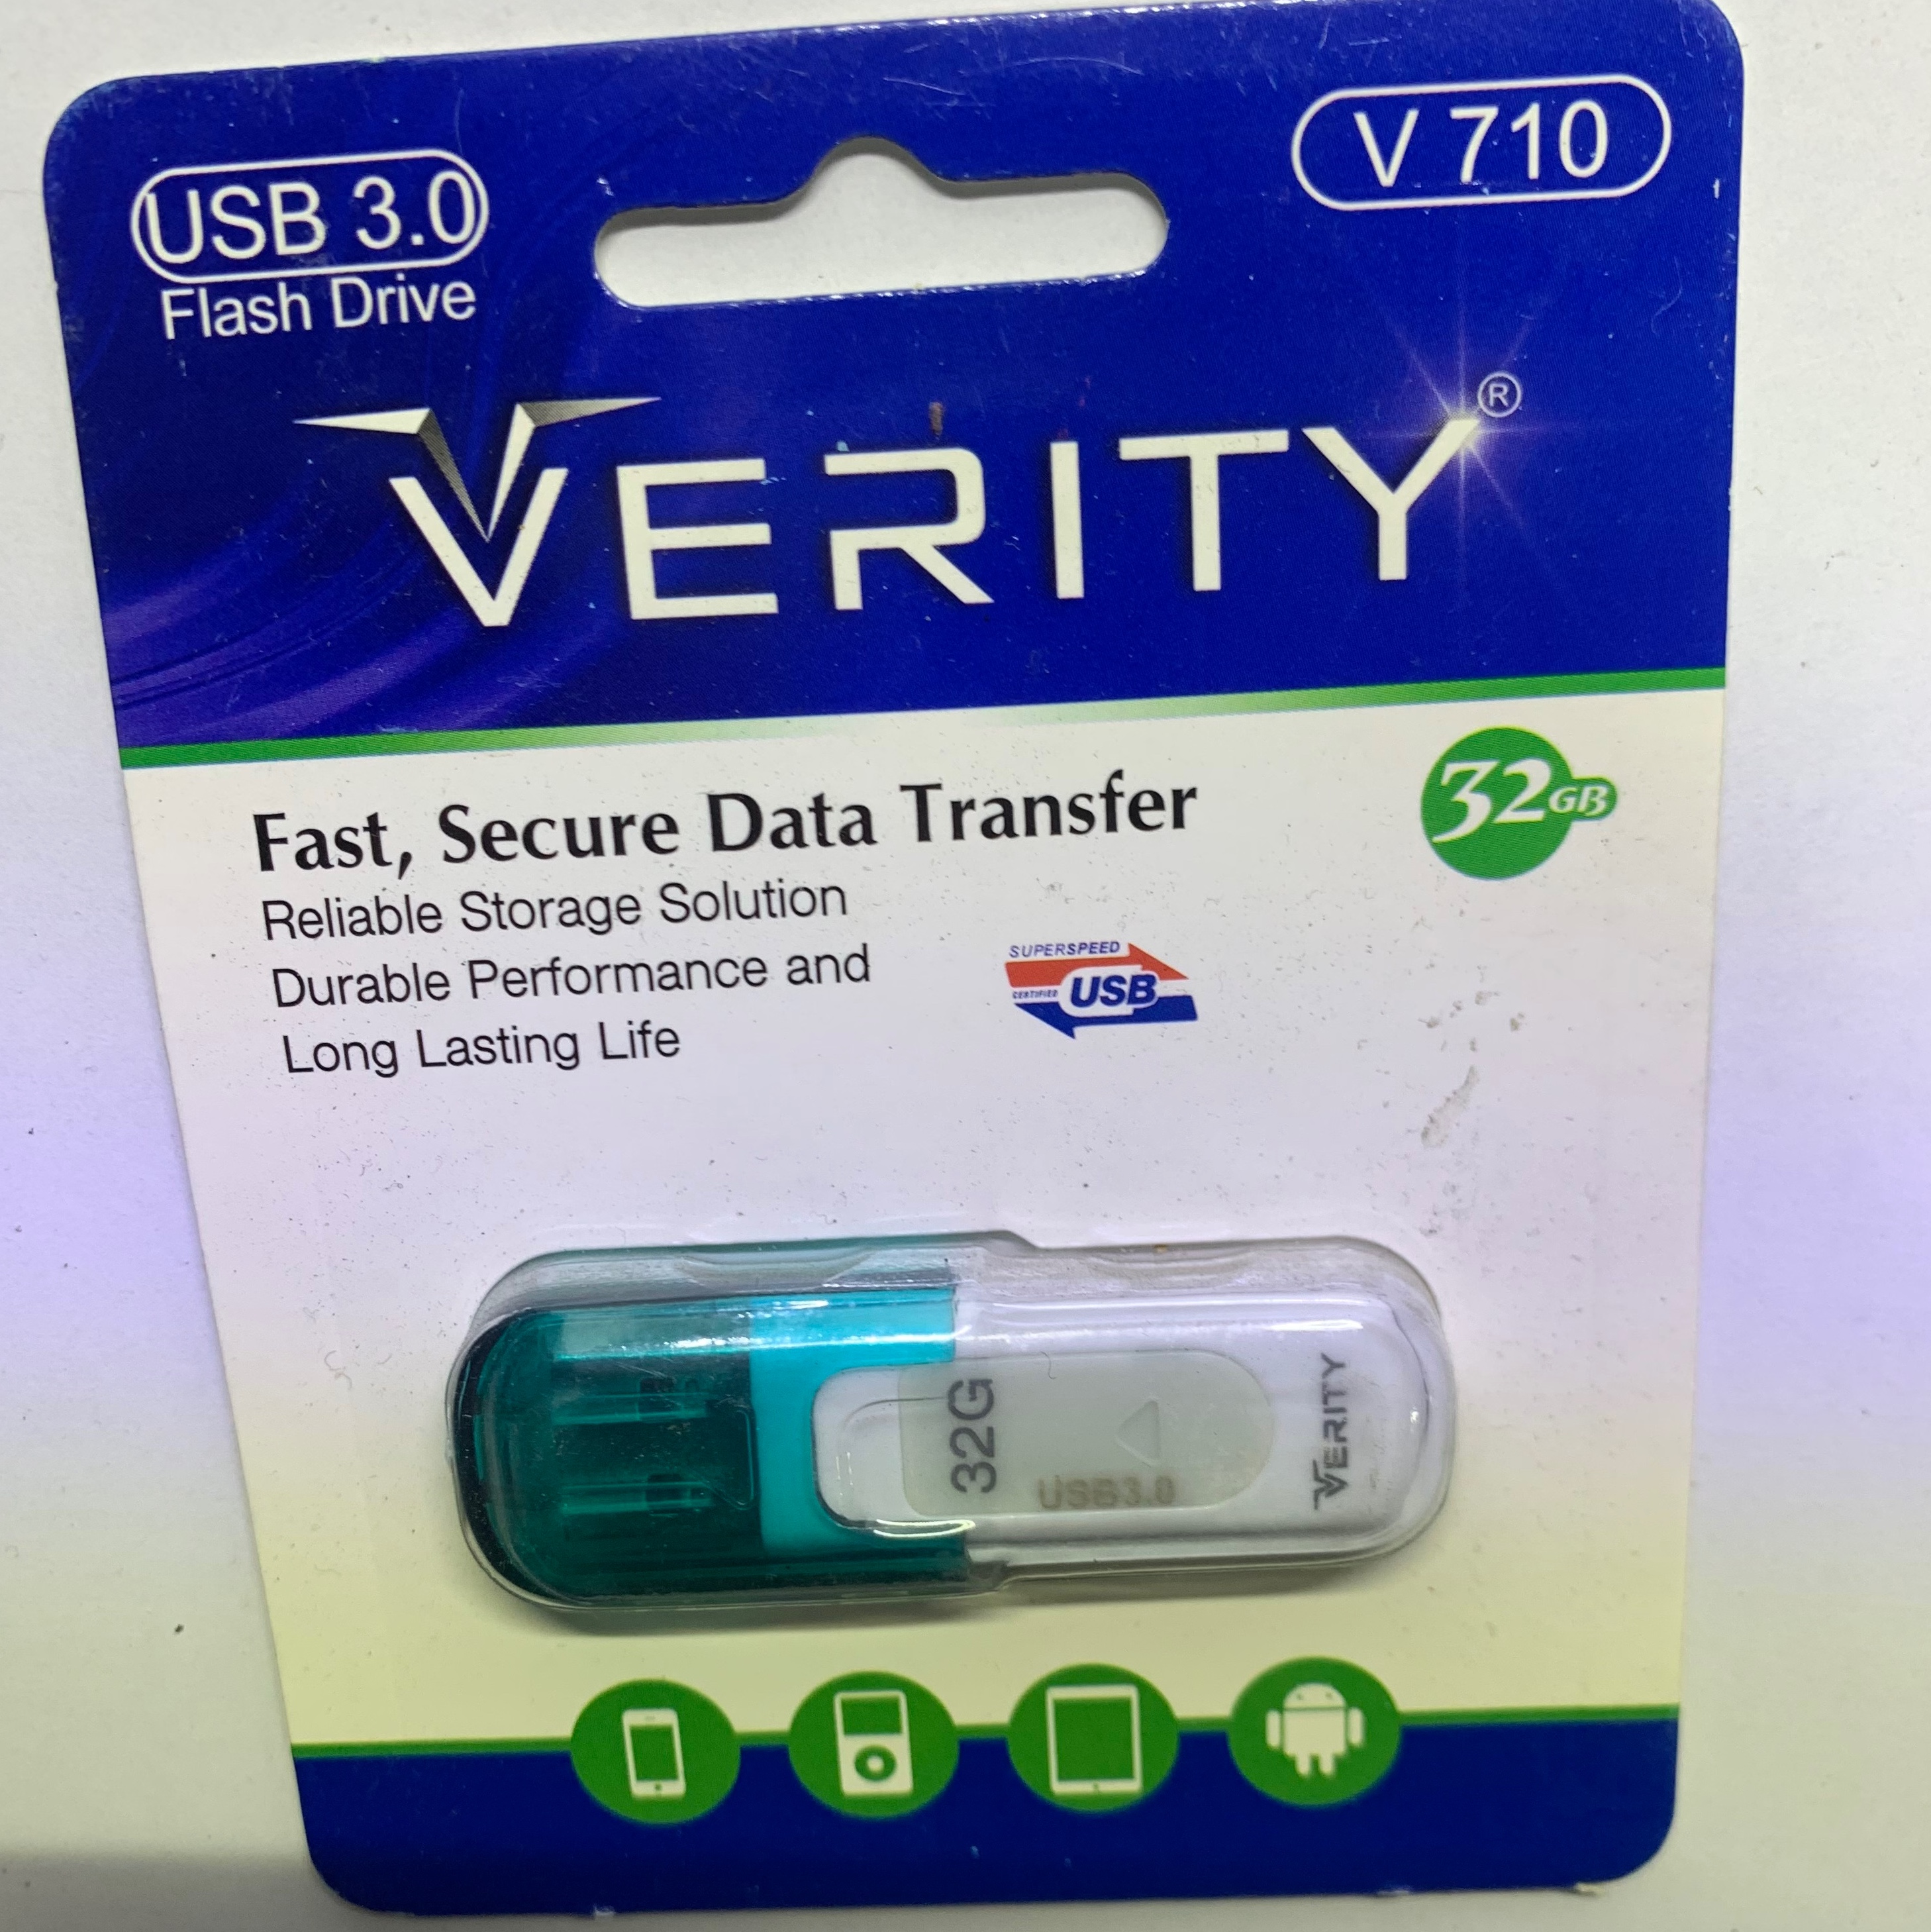 USB 3.0
Flash Drive
V 710
VERITY®
Fast, Secure Data Transfer
Reliable Storage Solution
Durable Performance and
Long Lasting Life
32GB
SUPERSPEED
CERTIFIED USB
32G
USB3.0
VERITY